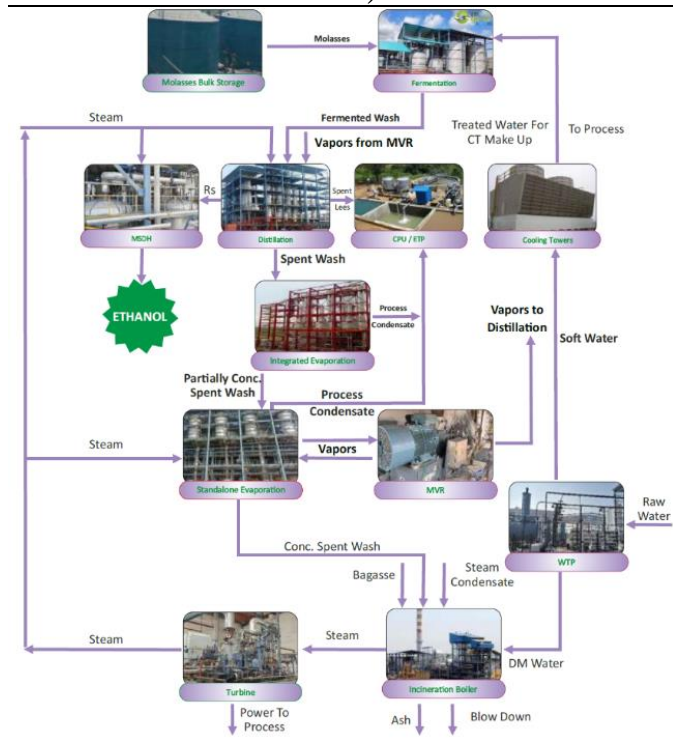 Molasses
Molasses Bulk Storage
Fermentation
Steam
Fermented Wash
Vapors from MVR
Treated Water For
CT Make Up
To Process
Rs
Spent
Lees
MSDH
Distillation
CPU / ETP
Cooling Towers
Spent Wash
ETHANOL
Process
Condensate
Vapors to
Distillation
Soft Water
Integrated Evaporation
Partially Conc.
Spent Wash
Process
Condensate
Steam
Vapors
Standalone Evaporation
MVR
Raw
Water
WTP
Conc. Spent Wash
Bagasse
Steam
Condensate
Steam
Steam
DM Water
Turbine
Incineration Boiler
Power To
Process
Ash
Blow Down